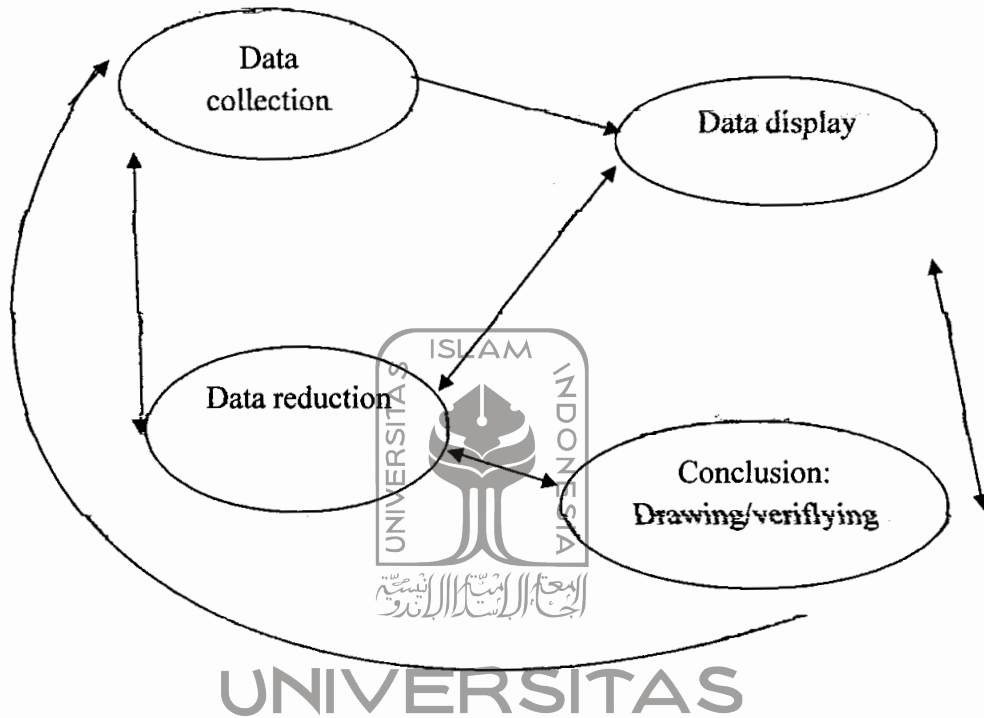 Data
collection
Data display
ISLAM
UNIVERSITAS
INDONESIA
Data reduction
Conclusion:
Drawing/veriflying
UNIVERSITAS